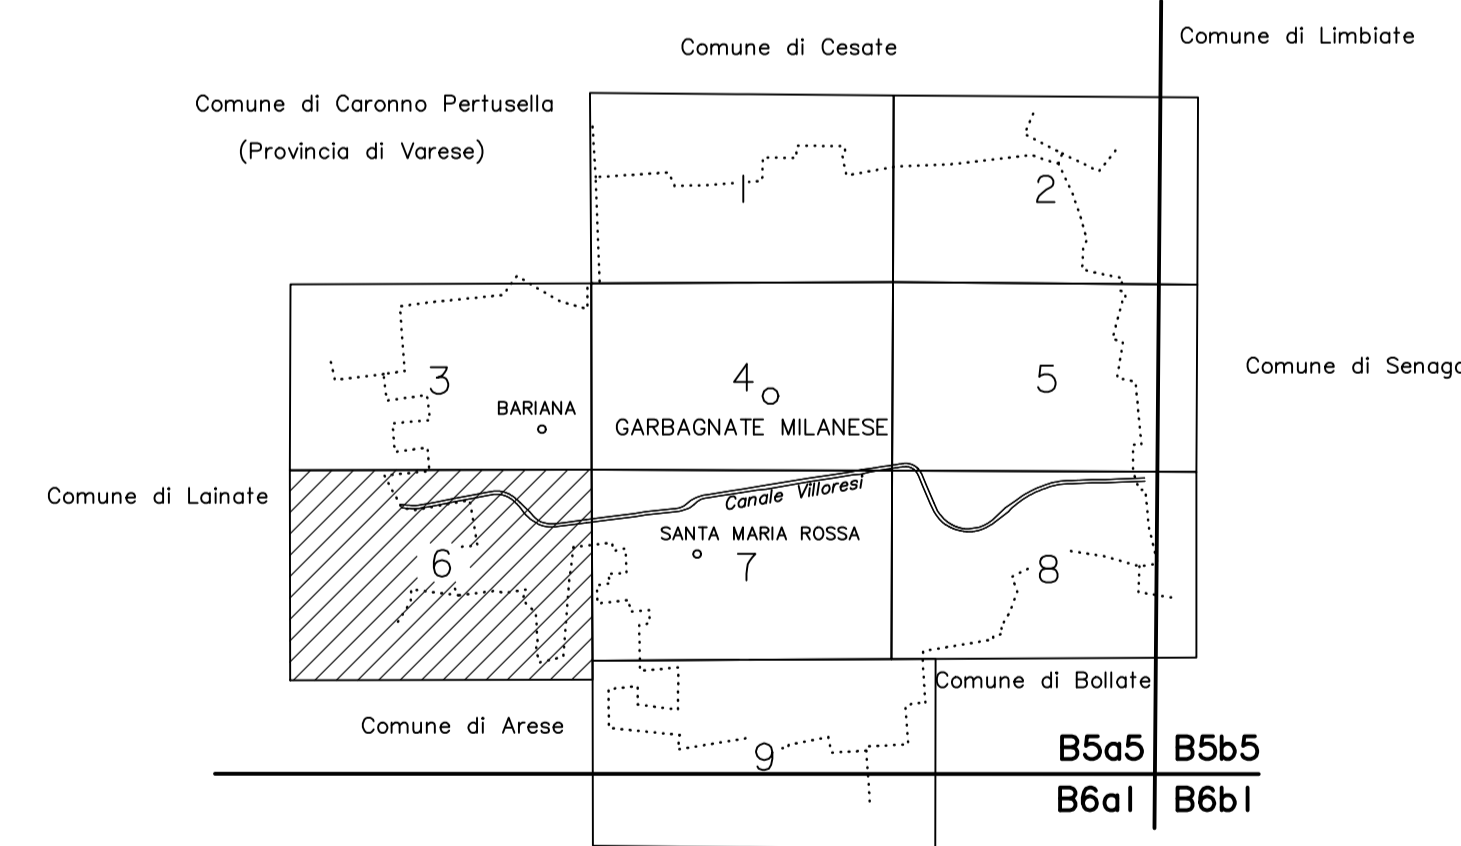 Comune di Cesate
Comune di Limbiate
Comune di Caronno Pertusella
(Provincia di Varese)
1
2
3
4
5
BARIANA
GARBAGNATE MILANESE
Comune di Senago
Comune di Lainate
Canale Villoresi
SANTA MARIA ROSSA
6
7
8
Comune di Bollate
Comune di Arese
9
B5a5
B5b5
B6a1
B6b1